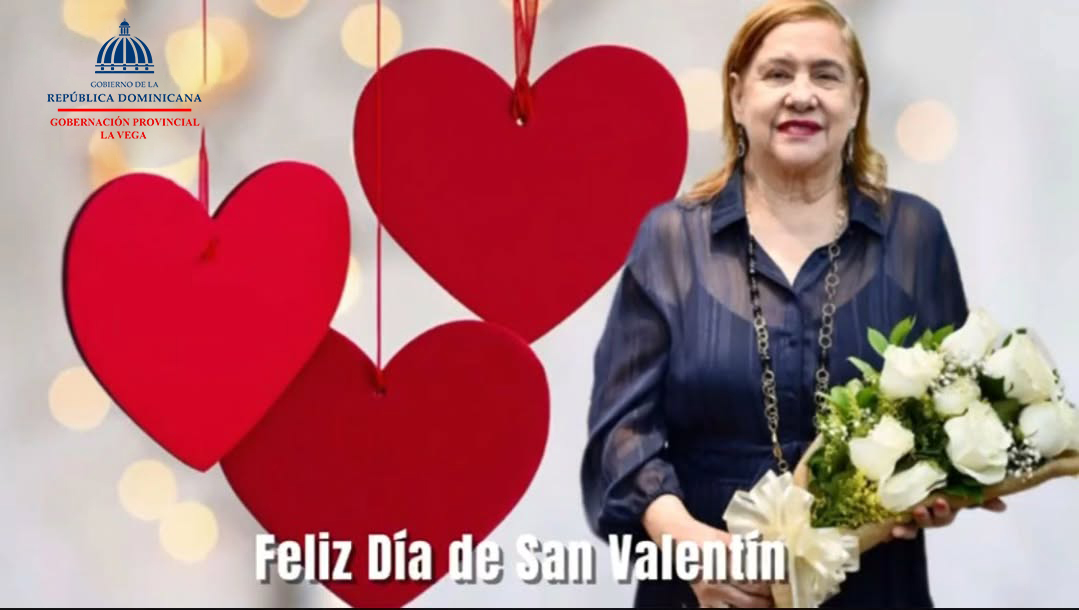 GOBIERNO DE LA
REPÚBLICA DOMINICANA
GOBERNACIÓN PROVINCIAL
LA VEGA
Feliz Día de San Valentín